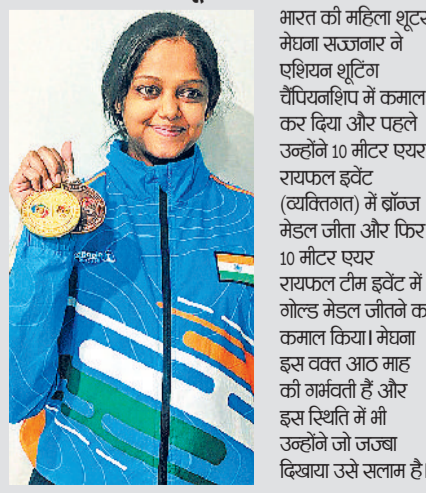 भारत की महिला शूटर
मेघना सज्जनार ने
एशियन शूटिंग
चैंपियनशिप में कमाल
कर दिया और पहले
उन्होंने 10 मीटर एयर
रायफल इवेंट
(व्यक्तिगत) में ब्रॉन्ज
मेडल जीता और फिर
10 मीटर एयर
रायफल टीम इवेंट में
गोल्ड मेडल जीतने का
कमाल किया। मेघना
इस वक्त आठ माह
की गर्भवती हैं और
इस स्थिति में भी
उन्होंने जो जज्बा
दिखाया उसे सलाम है।